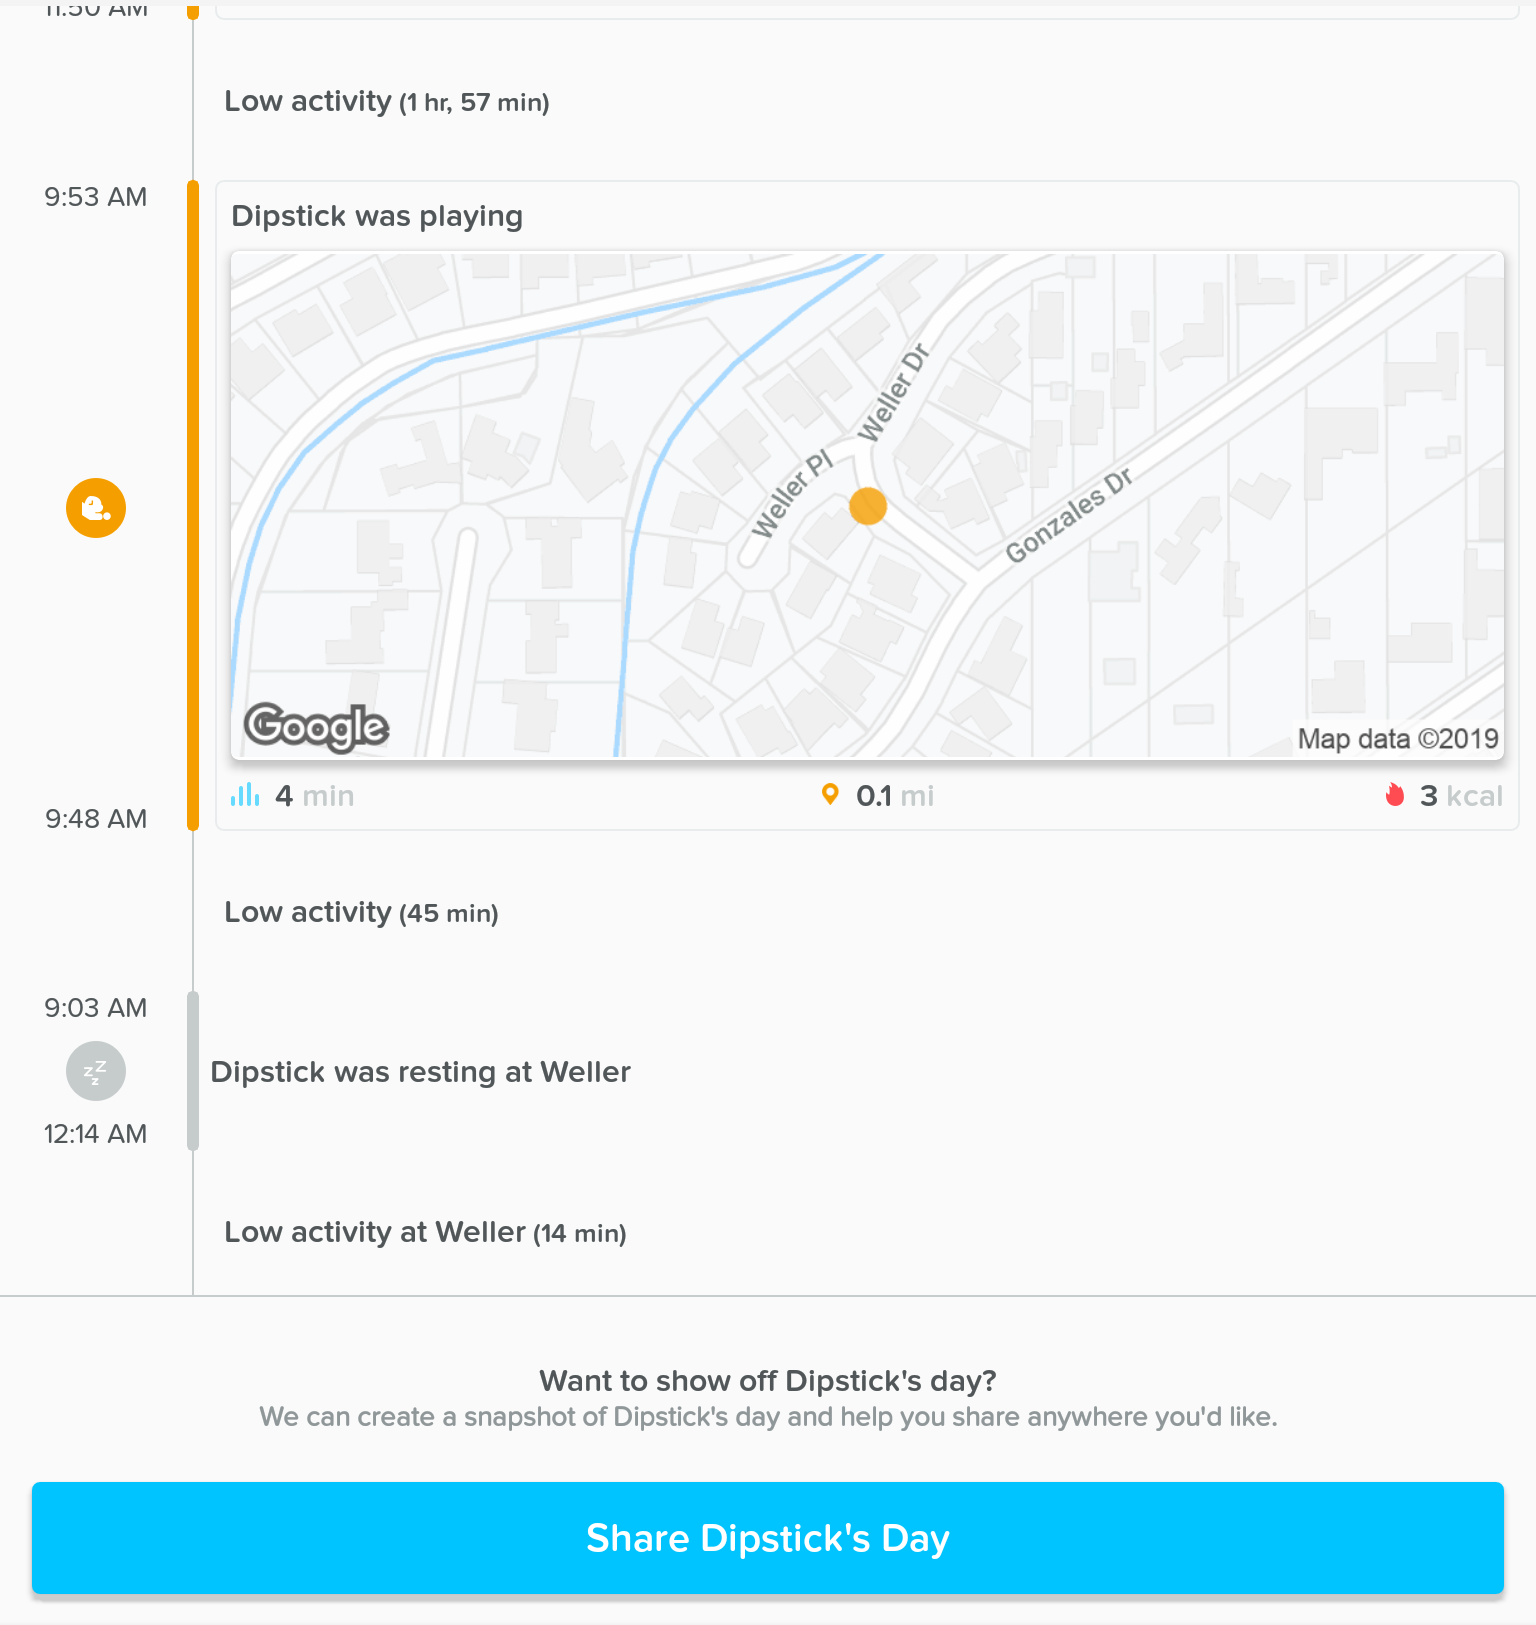 11:50 AM
Low activity (1 hr, 57 min)
9:53 AM
Dipstick was playing
Weller Dr
Weller Pl
Gonzales Dr
Google
Map data ©2019
4 min
0.1 mi
3 kcal
9:48 AM
Low activity (45 min)
9:03 AM
zzz
Dipstick was resting at Weller
12:14 AM
Low activity at Weller (14 min)
Want to show off Dipstick's day?
We can create a snapshot of Dipstick's day and help you share anywhere you'd like.
Share Dipstick's Day